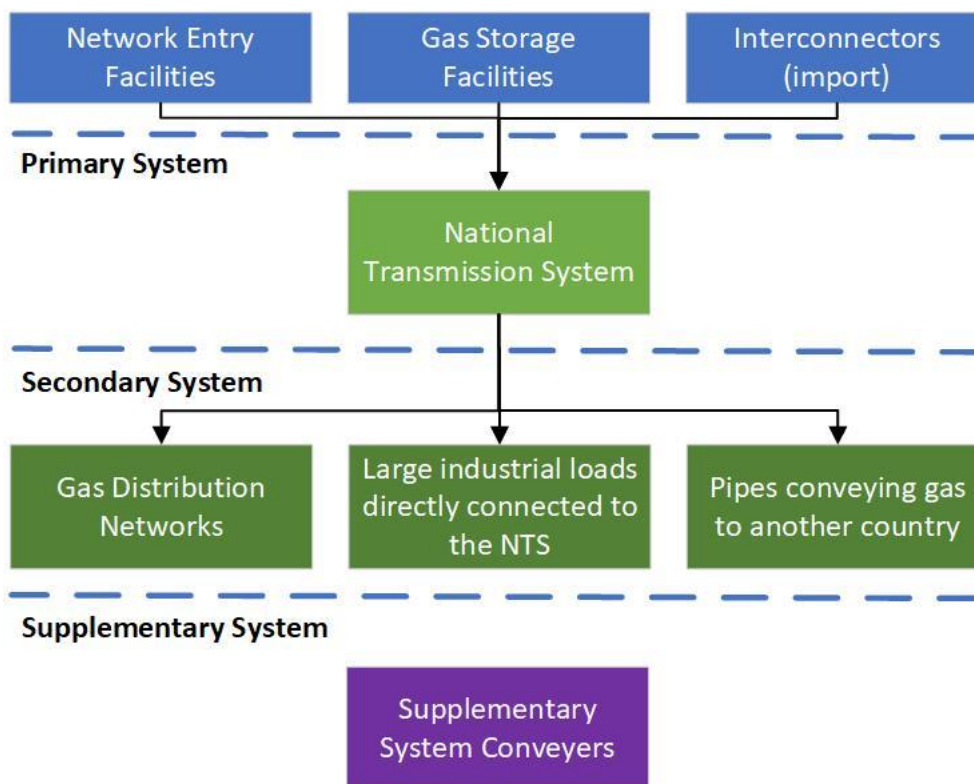 Network Entry
Facilities
Gas Storage
Facilities
Interconnectors
(import)
Primary System
National
Transmission System
Secondary System
Gas Distribution
Networks
Large industrial loads
directly connected to
the NTS
Pipes conveying gas
to another country
Supplementary System
Supplementary
System Conveyers